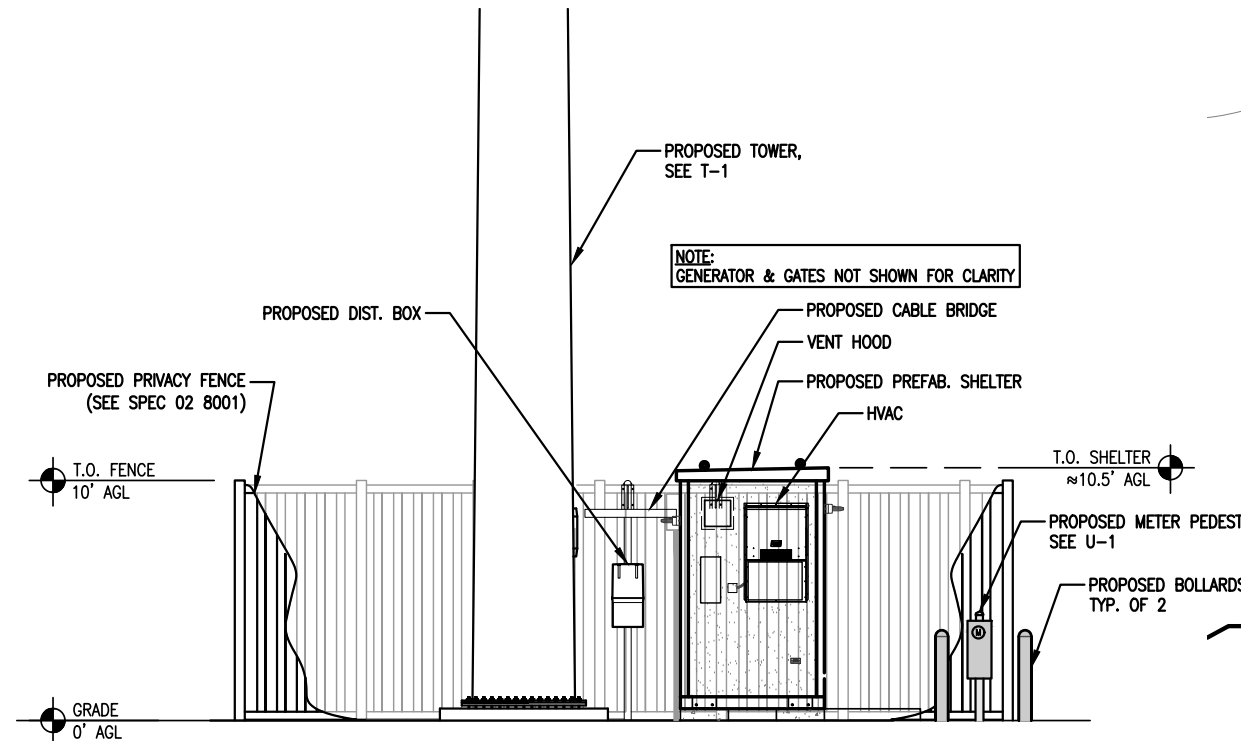 PROPOSED TOWER,
SEE T-1
NOTE:
GENERATOR & GATES NOT SHOWN FOR CLARITY
PROPOSED DIST. BOX
PROPOSED CABLE BRIDGE
VENT HOOD
PROPOSED PRIVACY FENCE
(SEE SPEC 02 8001)
PROPOSED PREFAB. SHELTER
HVAC
T.O. FENCE
10' AGL
T.O. SHELTER
≈10.5' AGL
PROPOSED METER PEDEST
SEE U-1
PROPOSED BOLLARDS
TYP. OF 2
M
GRADE
0' AGL